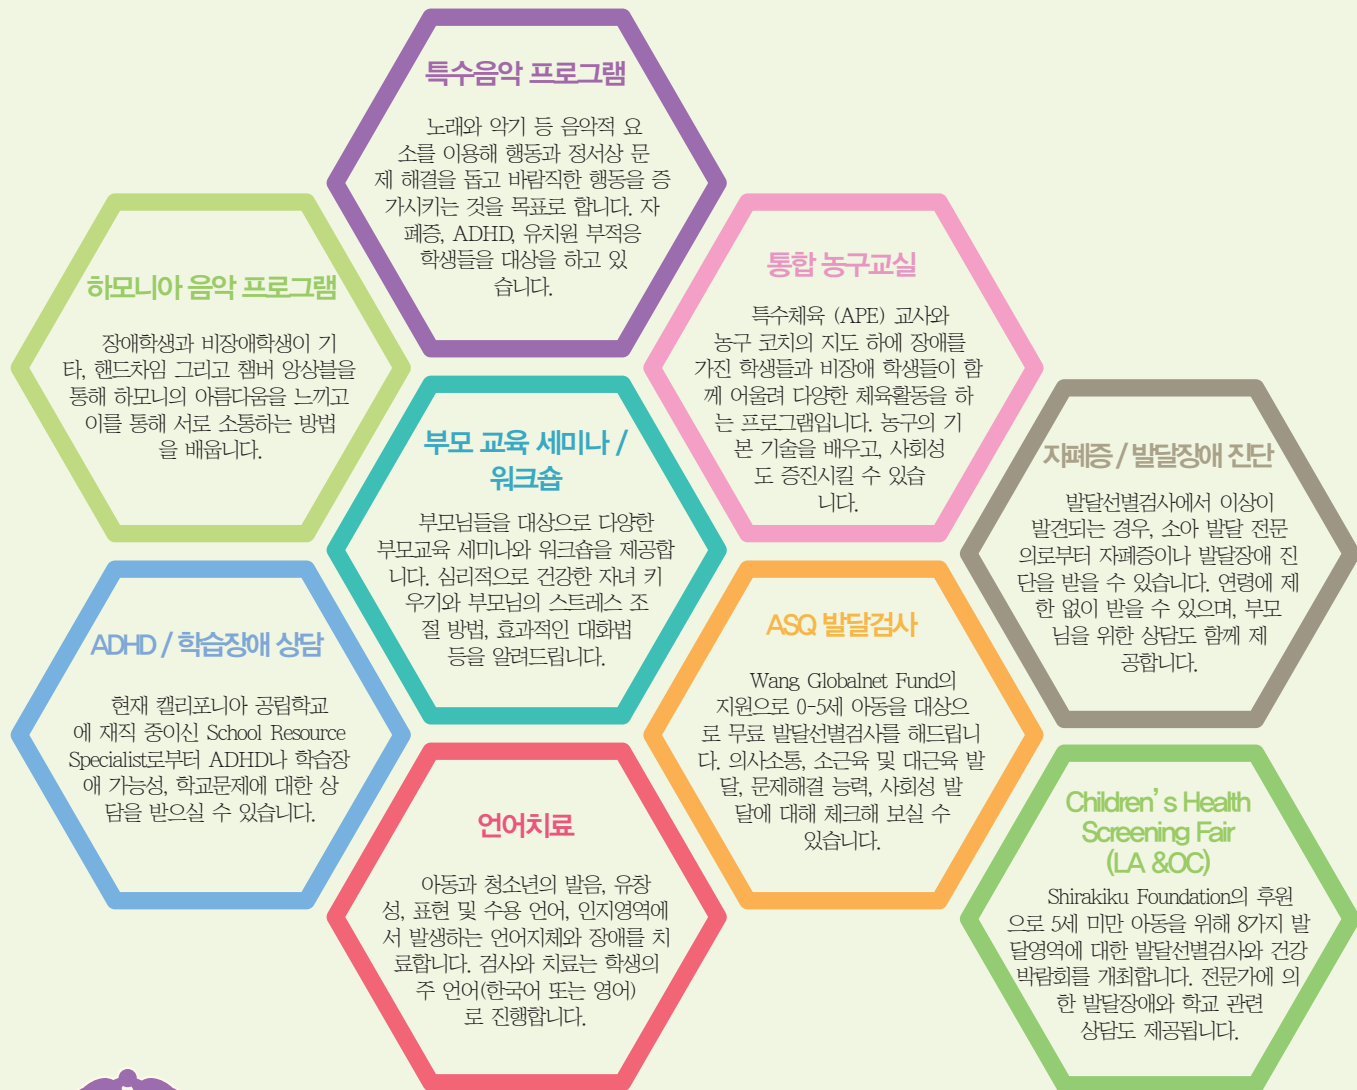 특수음악 프로그램
노래와 악기 등 음악적 요
소를 이용해 행동과 정서상 문
제 해결을 돕고 바람직한 행동을 증
가시키는 것을 목표로 합니다. 자
폐증, ADHD, 유치원 부적응
학생들을 대상을 하고 있
습니다.
하모니아 음악 프로그램
장애학생과 비장애학생이 기
타, 핸드차임 그리고 챔버 앙상블을
통해 하모니의 아름다움을 느끼고
이를 통해 서로 소통하는 방법
을 배웁니다.
통합 농구교실
특수체육 (APE) 교사와
농구 코치의 지도 하에 장애를
가진 학생들과 비장애 학생들이 함
께 어울려 다양한 체육활동을 하
는 프로그램입니다. 농구의 기
본 기술을 배우고, 사회성
도 증진시킬 수 있습
니다.
부모 교육 세미나 /
워크숍
부모님들을 대상으로 다양한
부모교육 세미나와 워크숍을 제공합
니다. 심리적으로 건강한 자녀 키
우기와 부모님의 스트레스 조
절 방법, 효과적인 대화법
등을 알려드립니다.
자폐증 / 발달장애 진단
발달선별검사에서 이상이
발견되는 경우, 소아 발달 전문
의로부터 자폐증이나 발달장애 진
단을 받을 수 있습니다. 연령에 제
한 없이 받을 수 있으며, 부모
님을 위한 상담도 함께 제
공합니다.
ADHD / 학습장애 상담
현재 캘리포니아 공립학교
에 재직 중이신 School Resource
Specialist로부터 ADHD나 학습장
애 가능성, 학교문제에 대한 상
담을 받으실 수 있습니다.
ASQ 발달검사
Wang Globalnet Fund의
지원으로 0-5세 아동을 대상으
로 무료 발달선별검사를 해드립니
다. 의사소통, 소근육 및 대근육 발
달, 문제해결 능력, 사회성 발
달에 대해 체크해 보실 수
있습니다.
언어치료
아동과 청소년의 발음, 유창
성, 표현 및 수용 언어, 인지영역에
서 발생하는 언어지체와 장애를 치
료합니다. 검사와 치료는 학생의
주 언어(한국어 또는 영어)
로 진행합니다.
Children’s Health
Screening Fair
(LA &OC)
Shirakiku Foundation의 후원
으로 5세 미만 아동을 위해 8가지 발
달영역에 대한 발달선별검사와 건강
박람회를 개최합니다. 전문가에 의
한 발달장애와 학교 관련
상담도 제공됩니다.